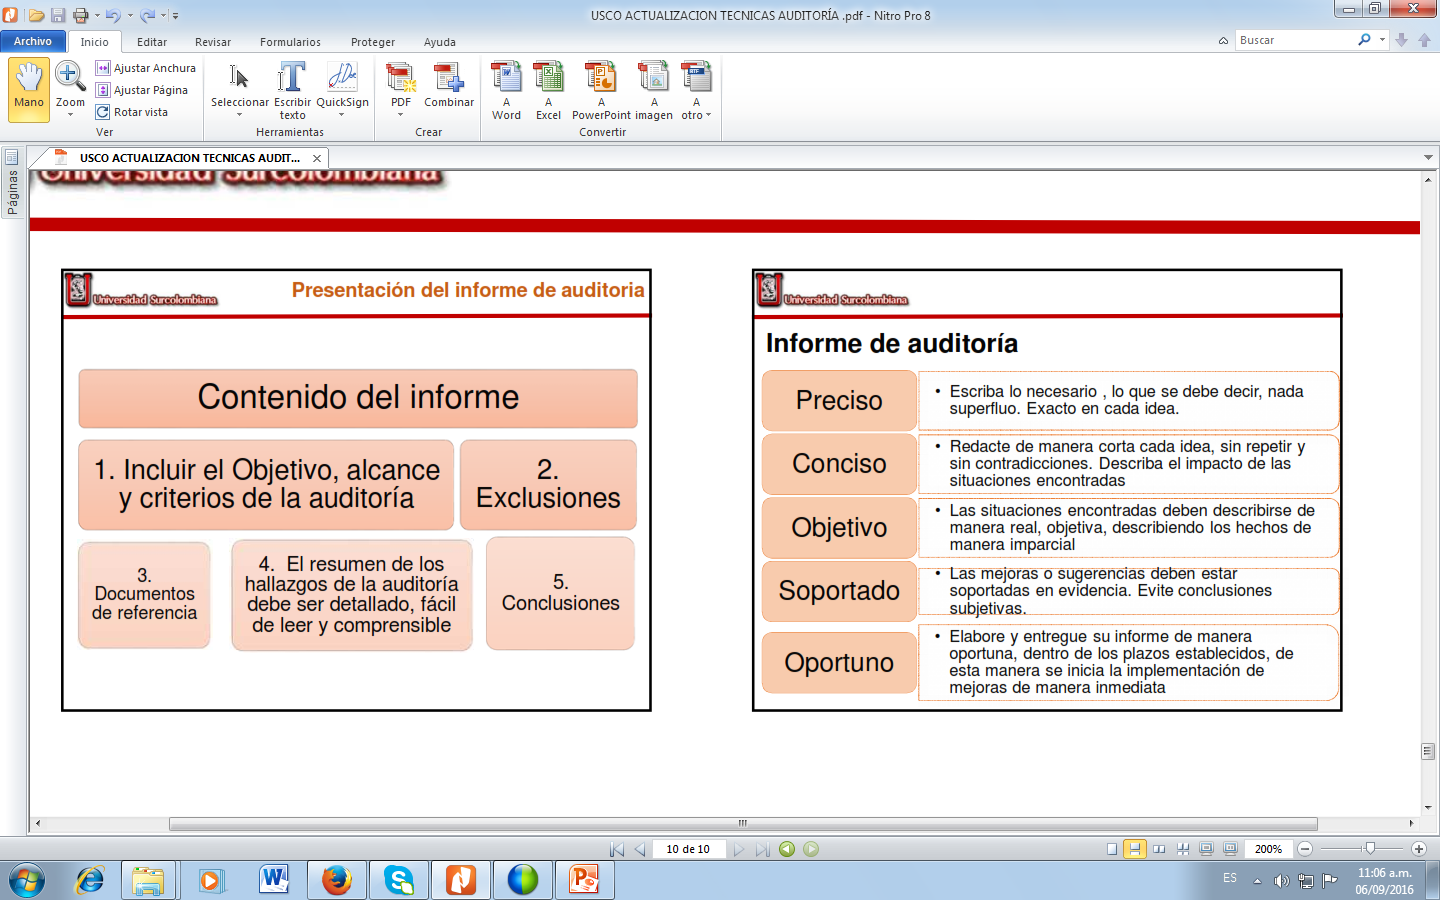 USCO ACTUALIZACION TECNICAS AUDITORÍA .pdf - Nitro Pro 8
Archivo
Inicio
Editar
Revisar
Formularios
Proteger
Ayuda
Buscar
Mano
Zoom
Ajustar Anchura
Ajustar Página
Rotar vista
Ver
Seleccionar
Escribir
texto
QuickSign
Herramientas
PDF
Combinar
Crear
A
Word
A
Excel
A
PowerPoint
A
imagen
A
otro
Convertir
USCO ACTUALIZACION TECNICAS AUDIT...
Páginas
Universidad Surcolombiana
Universidad Surcolombiana
Presentación del informe de auditoria
Contenido del informe
1. Incluir el Objetivo, alcance
y criterios de la auditoría
2.
Exclusiones
3.
Documentos
de referencia
4. El resumen de los
hallazgos de la auditoría
debe ser detallado, fácil
de leer y comprensible
5.
Conclusiones
Universidad Surcolombiana
Informe de auditoría
Preciso
• Escriba lo necesario , lo que se debe decir, nada
superfluo. Exacto en cada idea.
Conciso
• Redacte de manera corta cada idea, sin repetir y
sin contradicciones. Describa el impacto de las
situaciones encontradas
Objetivo
• Las situaciones encontradas deben describirse de
manera real, objetiva, describiendo los hechos de
manera imparcial
Soportado
• Las mejoras o sugerencias deben estar
soportadas en evidencia. Evite conclusiones
subjetivas.
Oportuno
• Elabore y entregue su informe de manera
oportuna, dentro de los plazos establecidos, de
esta manera se inicia la implementación de
mejoras de manera inmediata
10 de 10
200%
ES
11:06 a.m.
06/09/2016